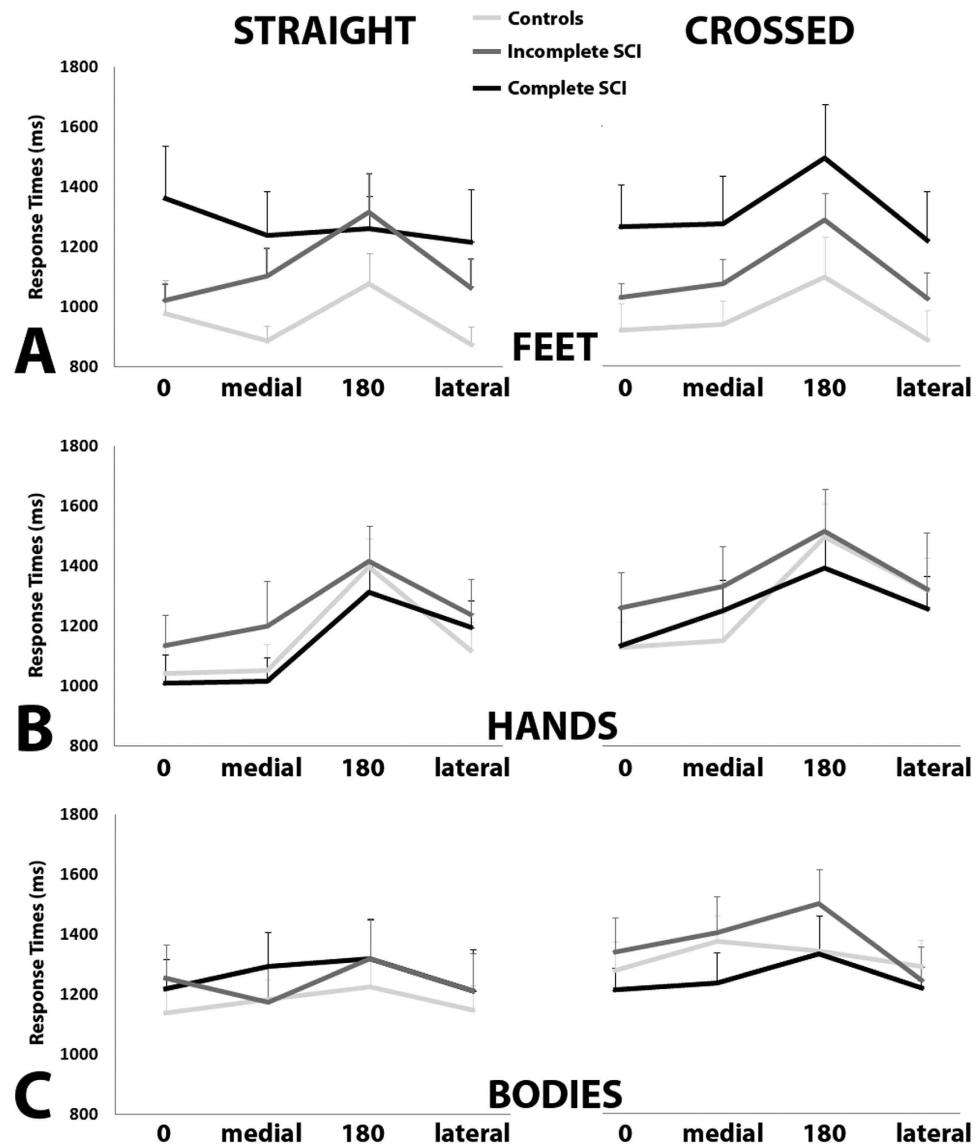 STRAIGHT
CROSSED
Controls
Incomplete SCI
Complete SCI
Response Times (ms)
1800
1600
1400
1200
1000
800
A
FEET
0 medial 180 lateral
0 medial 180 lateral
Response Times (ms)
1800
1600
1400
1200
1000
800
B
HANDS
0 medial 180 lateral
0 medial 180 lateral
Response Times (ms)
1800
1600
1400
1200
1000
800
C
BODIES
0 medial 180 lateral
0 medial 180 lateral